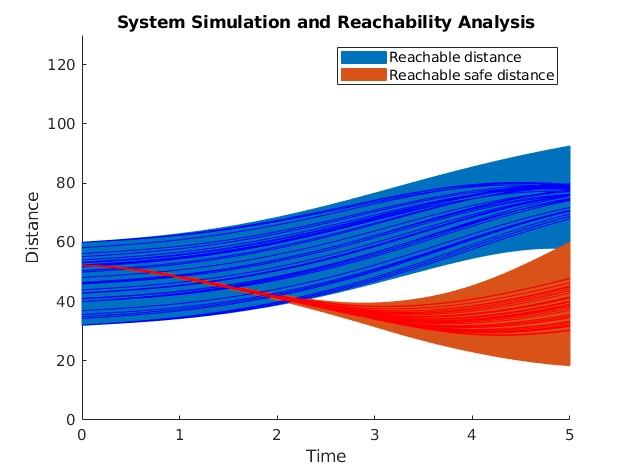 System Simulation and Reachability Analysis
Reachable distance
Reachable safe distance
120
100
80
60
40
20
0
Distance
0 1 2 3 4 5
Time